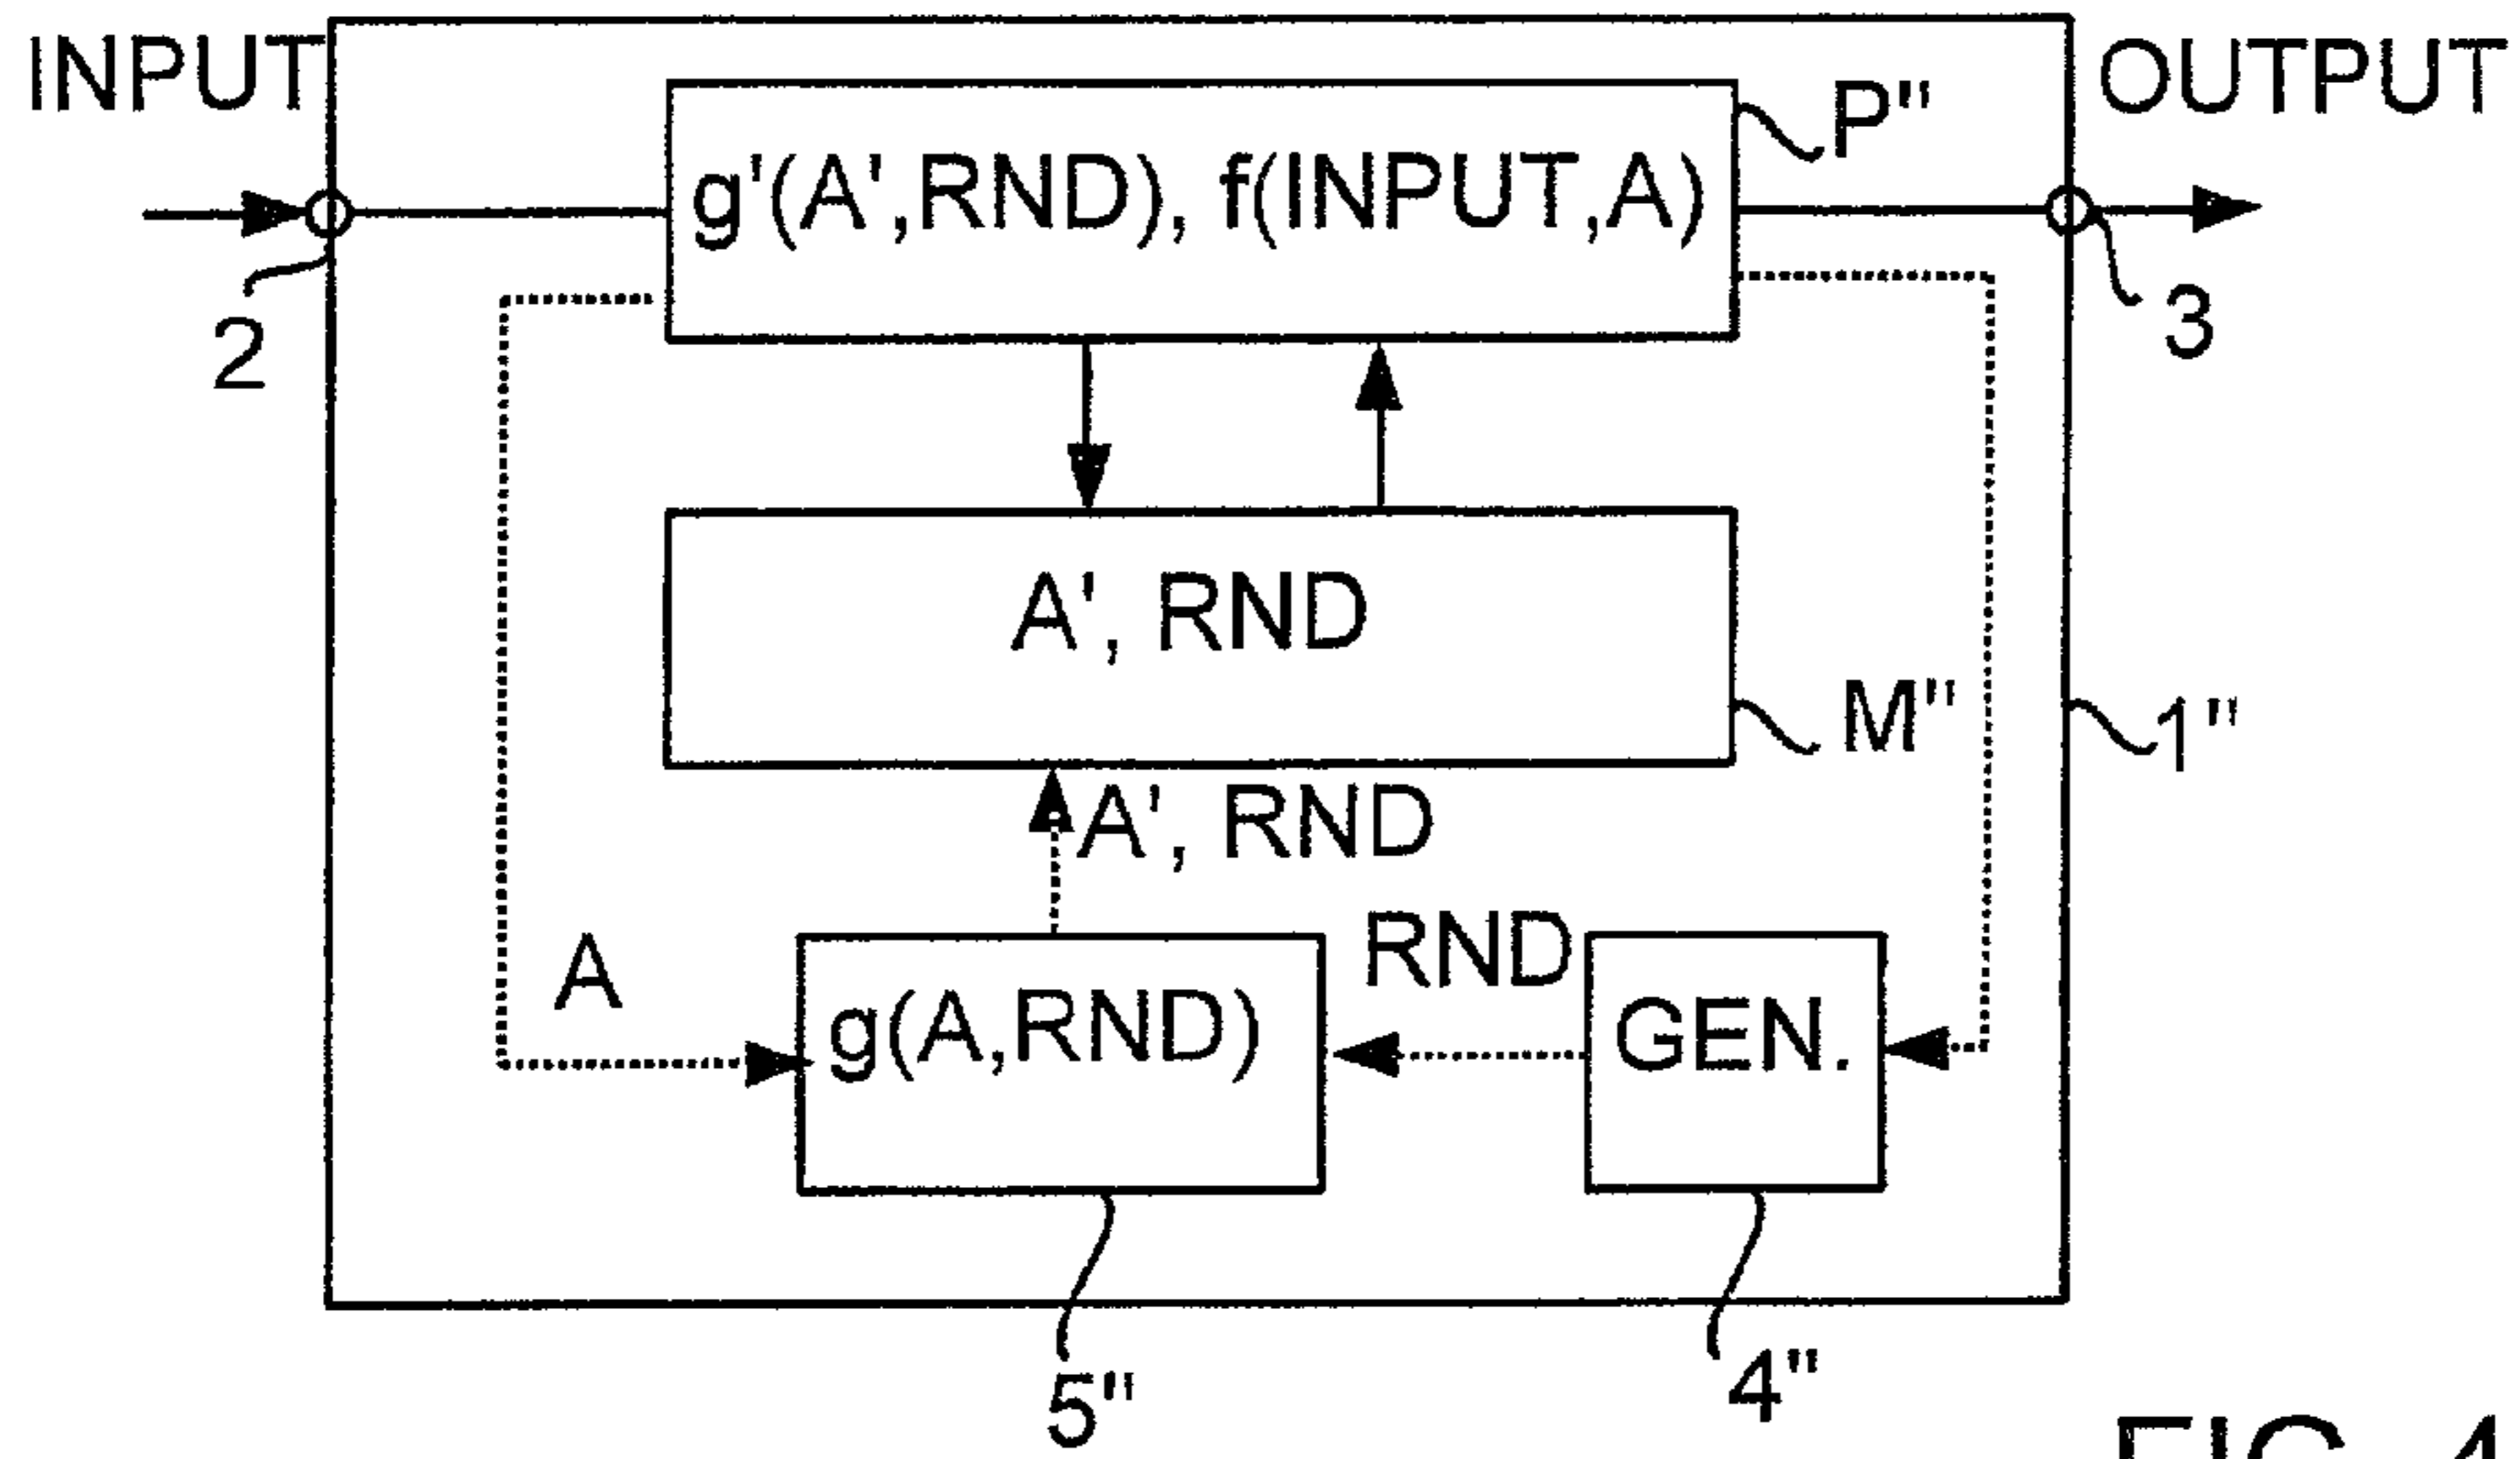 INPUT
OUTPUT
P"
g'(A',RND), f(INPUT,A)
2
3
A', RND
M"
1"
A', RND
A
RND
g(A,RND)
GEN.
5"
4"